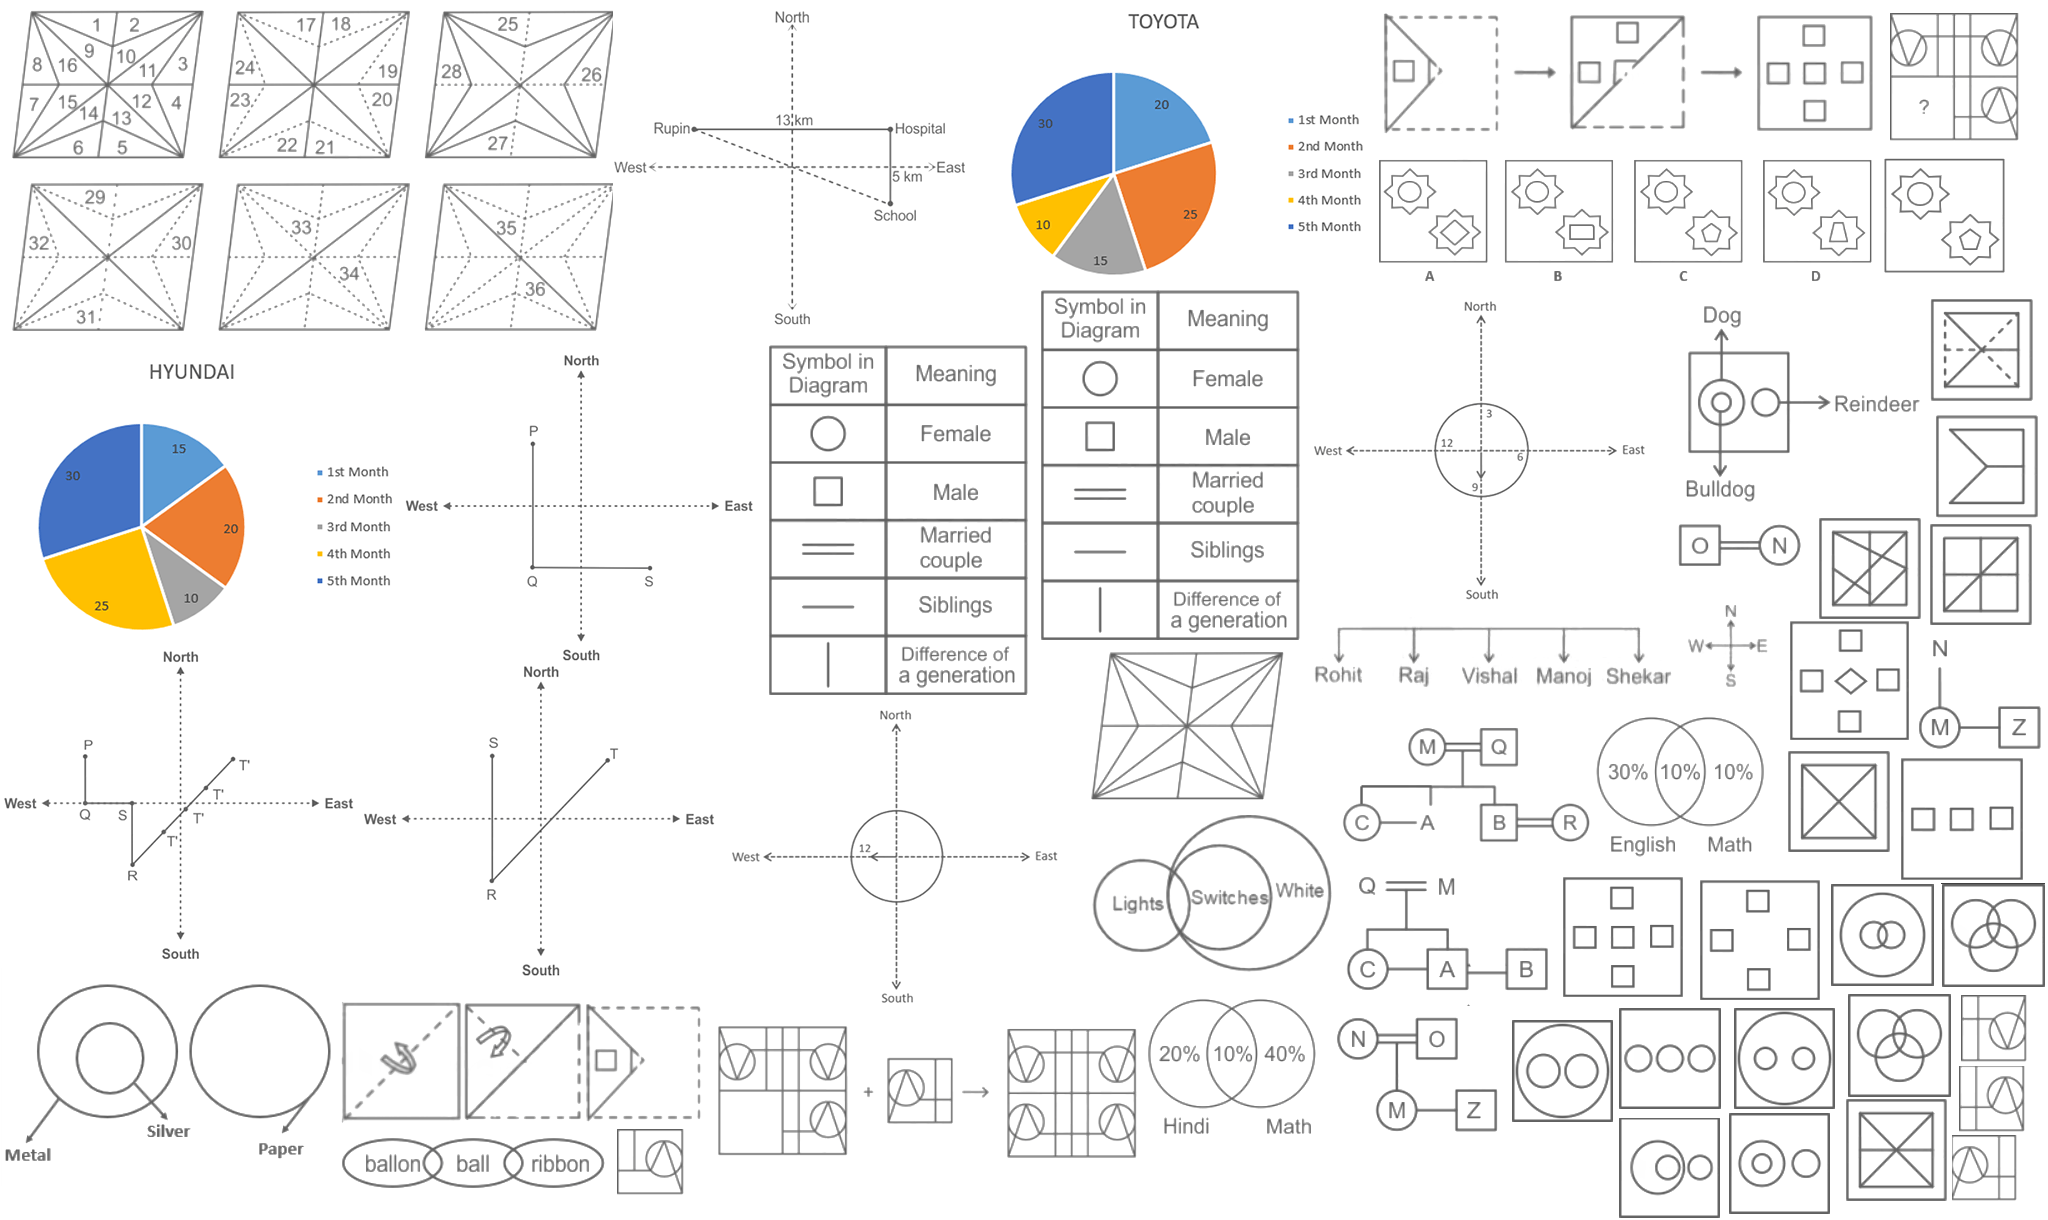 1 2
9 10
8 16 11 3
7 15 14 12 4
13
6 5
17 18
24 19
23 20
22 21
25
28 26
27
29
32 30
31
33
34
35
36
North
Rupin 13 km Hospital
West East
5 km
School
South
TOYOTA
20
25
15
10
30
1st Month
2nd Month
3rd Month
4th Month
5th Month
?
A B C D
HYUNDAI
15
20
10
25
30
1st Month
2nd Month
3rd Month
4th Month
5th Month
North
P
West East
Q S
South
Symbol in Diagram Meaning
Female
Male
Married couple
Siblings
Difference of a generation
Symbol in Diagram Meaning
Female
Male
Married couple
Siblings
Difference of a generation
North
3
12
West East
6
9
South
Dog
Reindeer
Bulldog
O N
N
W E
S
Rohit Raj Vishal Manoj Shekar
N
M Z
North
P
West East
Q S T'
T'
T'
T'
R
South
North
S T
West East
R
South
North
12
West East
South
M Q
C A B R
30% 10% 10%
English Math
Lights Switches White
Q M
C A B
Metal
Silver
Paper
ballon ball ribbon
+
20% 10% 40%
Hindi Math
N O
M Z